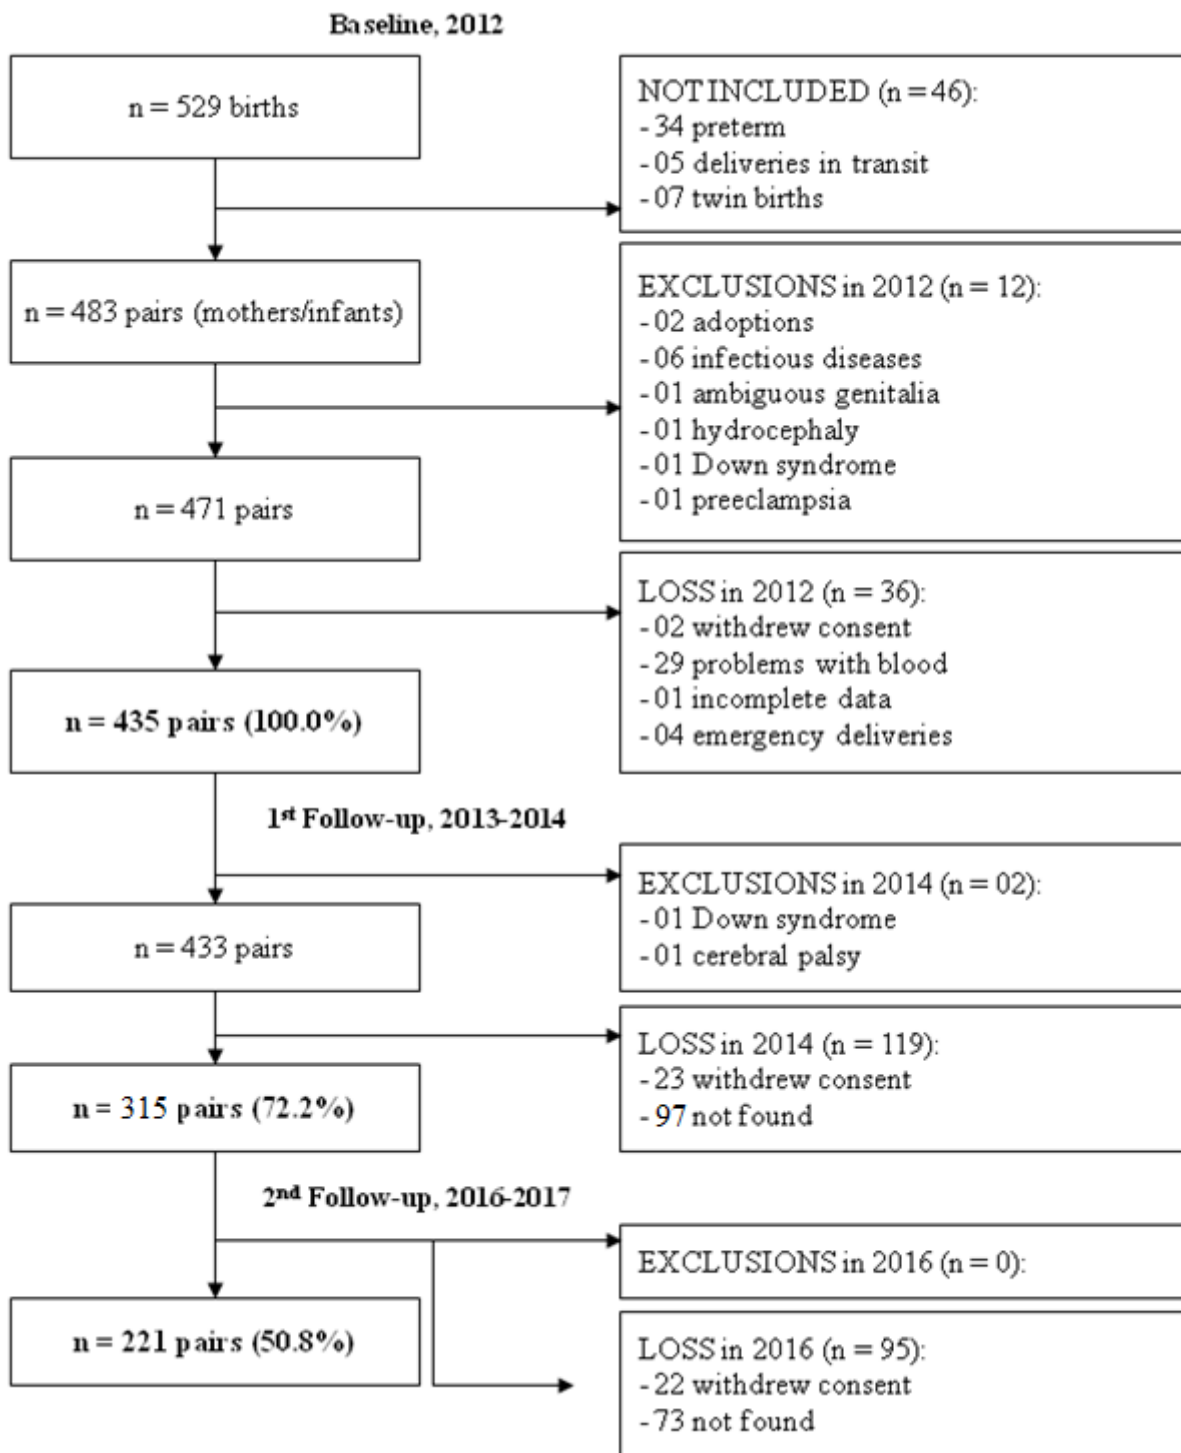 Baseline, 2012
n = 529 births
NOT INCLUDED (n = 46):
- 34 preterm
- 05 deliveries in transit
- 07 twin births
n = 483 pairs (mothers/infants)
EXCLUSIONS in 2012 (n = 12):
- 02 adoptions
- 06 infectious diseases
- 01 ambiguous genitalia
- 01 hydrocephaly
- 01 Down syndrome
- 01 preeclampsia
n = 471 pairs
LOSS in 2012 (n = 36):
- 02 withdrew consent
- 29 problems with blood
- 01 incomplete data
- 04 emergency deliveries
n = 435 pairs (100.0%)
1st Follow-up, 2013-2014
EXCLUSIONS in 2014 (n = 02):
- 01 Down syndrome
- 01 cerebral palsy
n = 433 pairs
LOSS in 2014 (n = 119):
- 23 withdrew consent
- 97 not found
n = 315 pairs (72.2%)
2nd Follow-up, 2016-2017
EXCLUSIONS in 2016 (n = 0):
n = 221 pairs (50.8%)
LOSS in 2016 (n = 95):
- 22 withdrew consent
- 73 not found